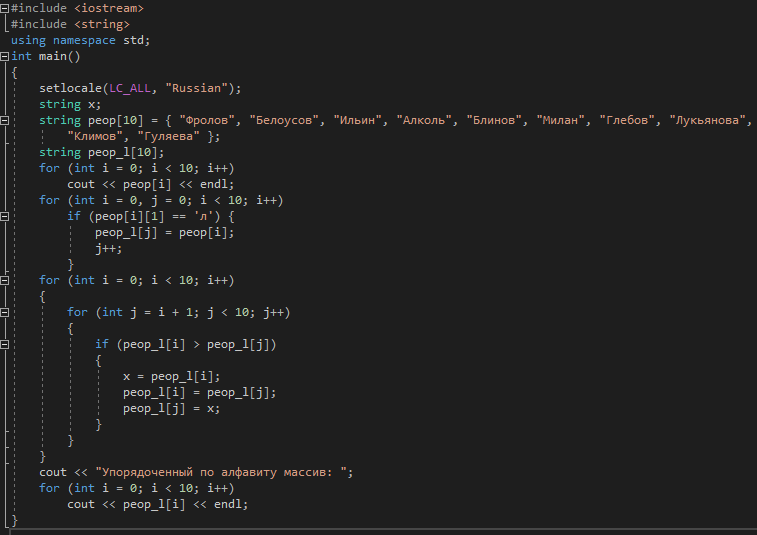 #include <iostream>
#include <string>
using namespace std;
int main()
{
setlocale(LC_ALL, "Russian");
string x;
string peop[10] = { "Фролов", "Белоусов", "Ильин", "Алколь", "Блинов", "Милан", "Глебов", "Лукьянова",
"Климов", "Гуляева" };
string peop_l[10];
for (int i = 0; i < 10; i++)
cout << peop[i] << endl;
for (int i = 0, j = 0; i < 10; i++)
if (peop[i][1] == 'л') {
peop_l[j] = peop[i];
j++;
}
for (int i = 0; i < 10; i++)
{
for (int j = i + 1; j < 10; j++)
{
if (peop_l[i] > peop_l[j])
{
x = peop_l[i];
peop_l[i] = peop_l[j];
peop_l[j] = x;
}
}
}
cout << "Упорядоченный по алфавиту массив: ";
for (int i = 0; i < 10; i++)
cout << peop_l[i] << endl;
}